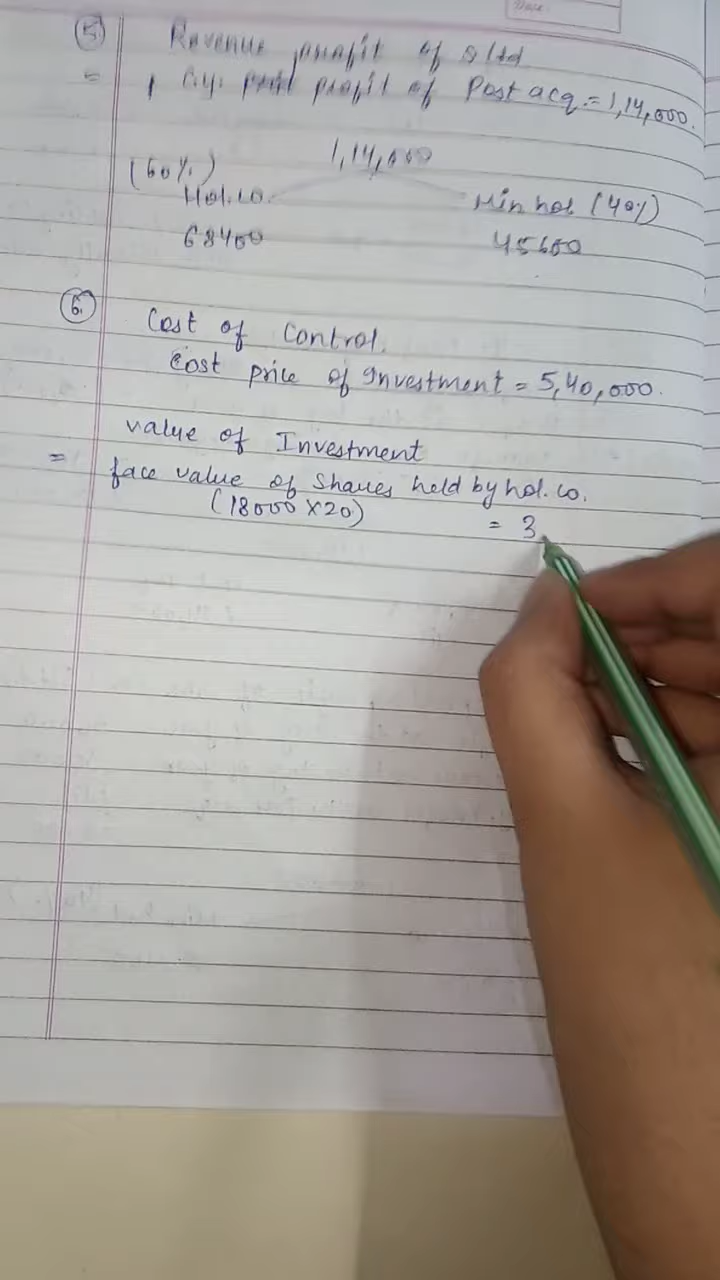 Date
5
Revenue profit of S ltd
= C.y. profit of Post acq. = 1,14,000.
1,14,000
(60%)
Hol.co. Min hol (40%)
68400 45600
6.
Cost of Control.
Cost price of Investment = 5,40,000.
Value of Investment
= face value of Shares held by hol. co.
(18000 X 20) = 3